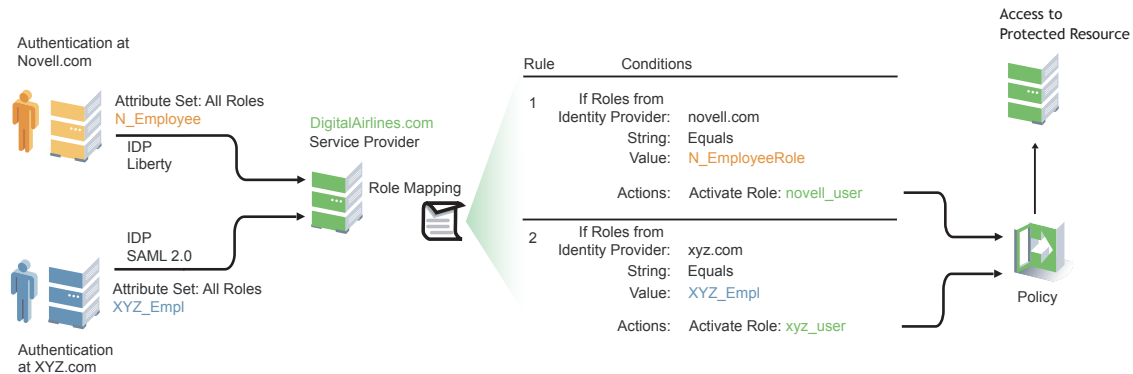 Authentication at
Novell.com
Attribute Set: All Roles
N_Employee
IDP
Liberty
DigitalAirlines.com
Service Provider
Role Mapping
IDP
SAML 2.0
Attribute Set: All Roles
XYZ_Empl
Authentication
at XYZ.com
Rule Conditions
1 If Roles from
Identity Provider: novell.com
String: Equals
Value: N_EmployeeRole
Actions: Activate Role: novell_user
2 If Roles from
Identity Provider: xyz.com
String: Equals
Value: XYZ_Empl
Actions: Activate Role: xyz_user
Access to
Protected Resource
Policy